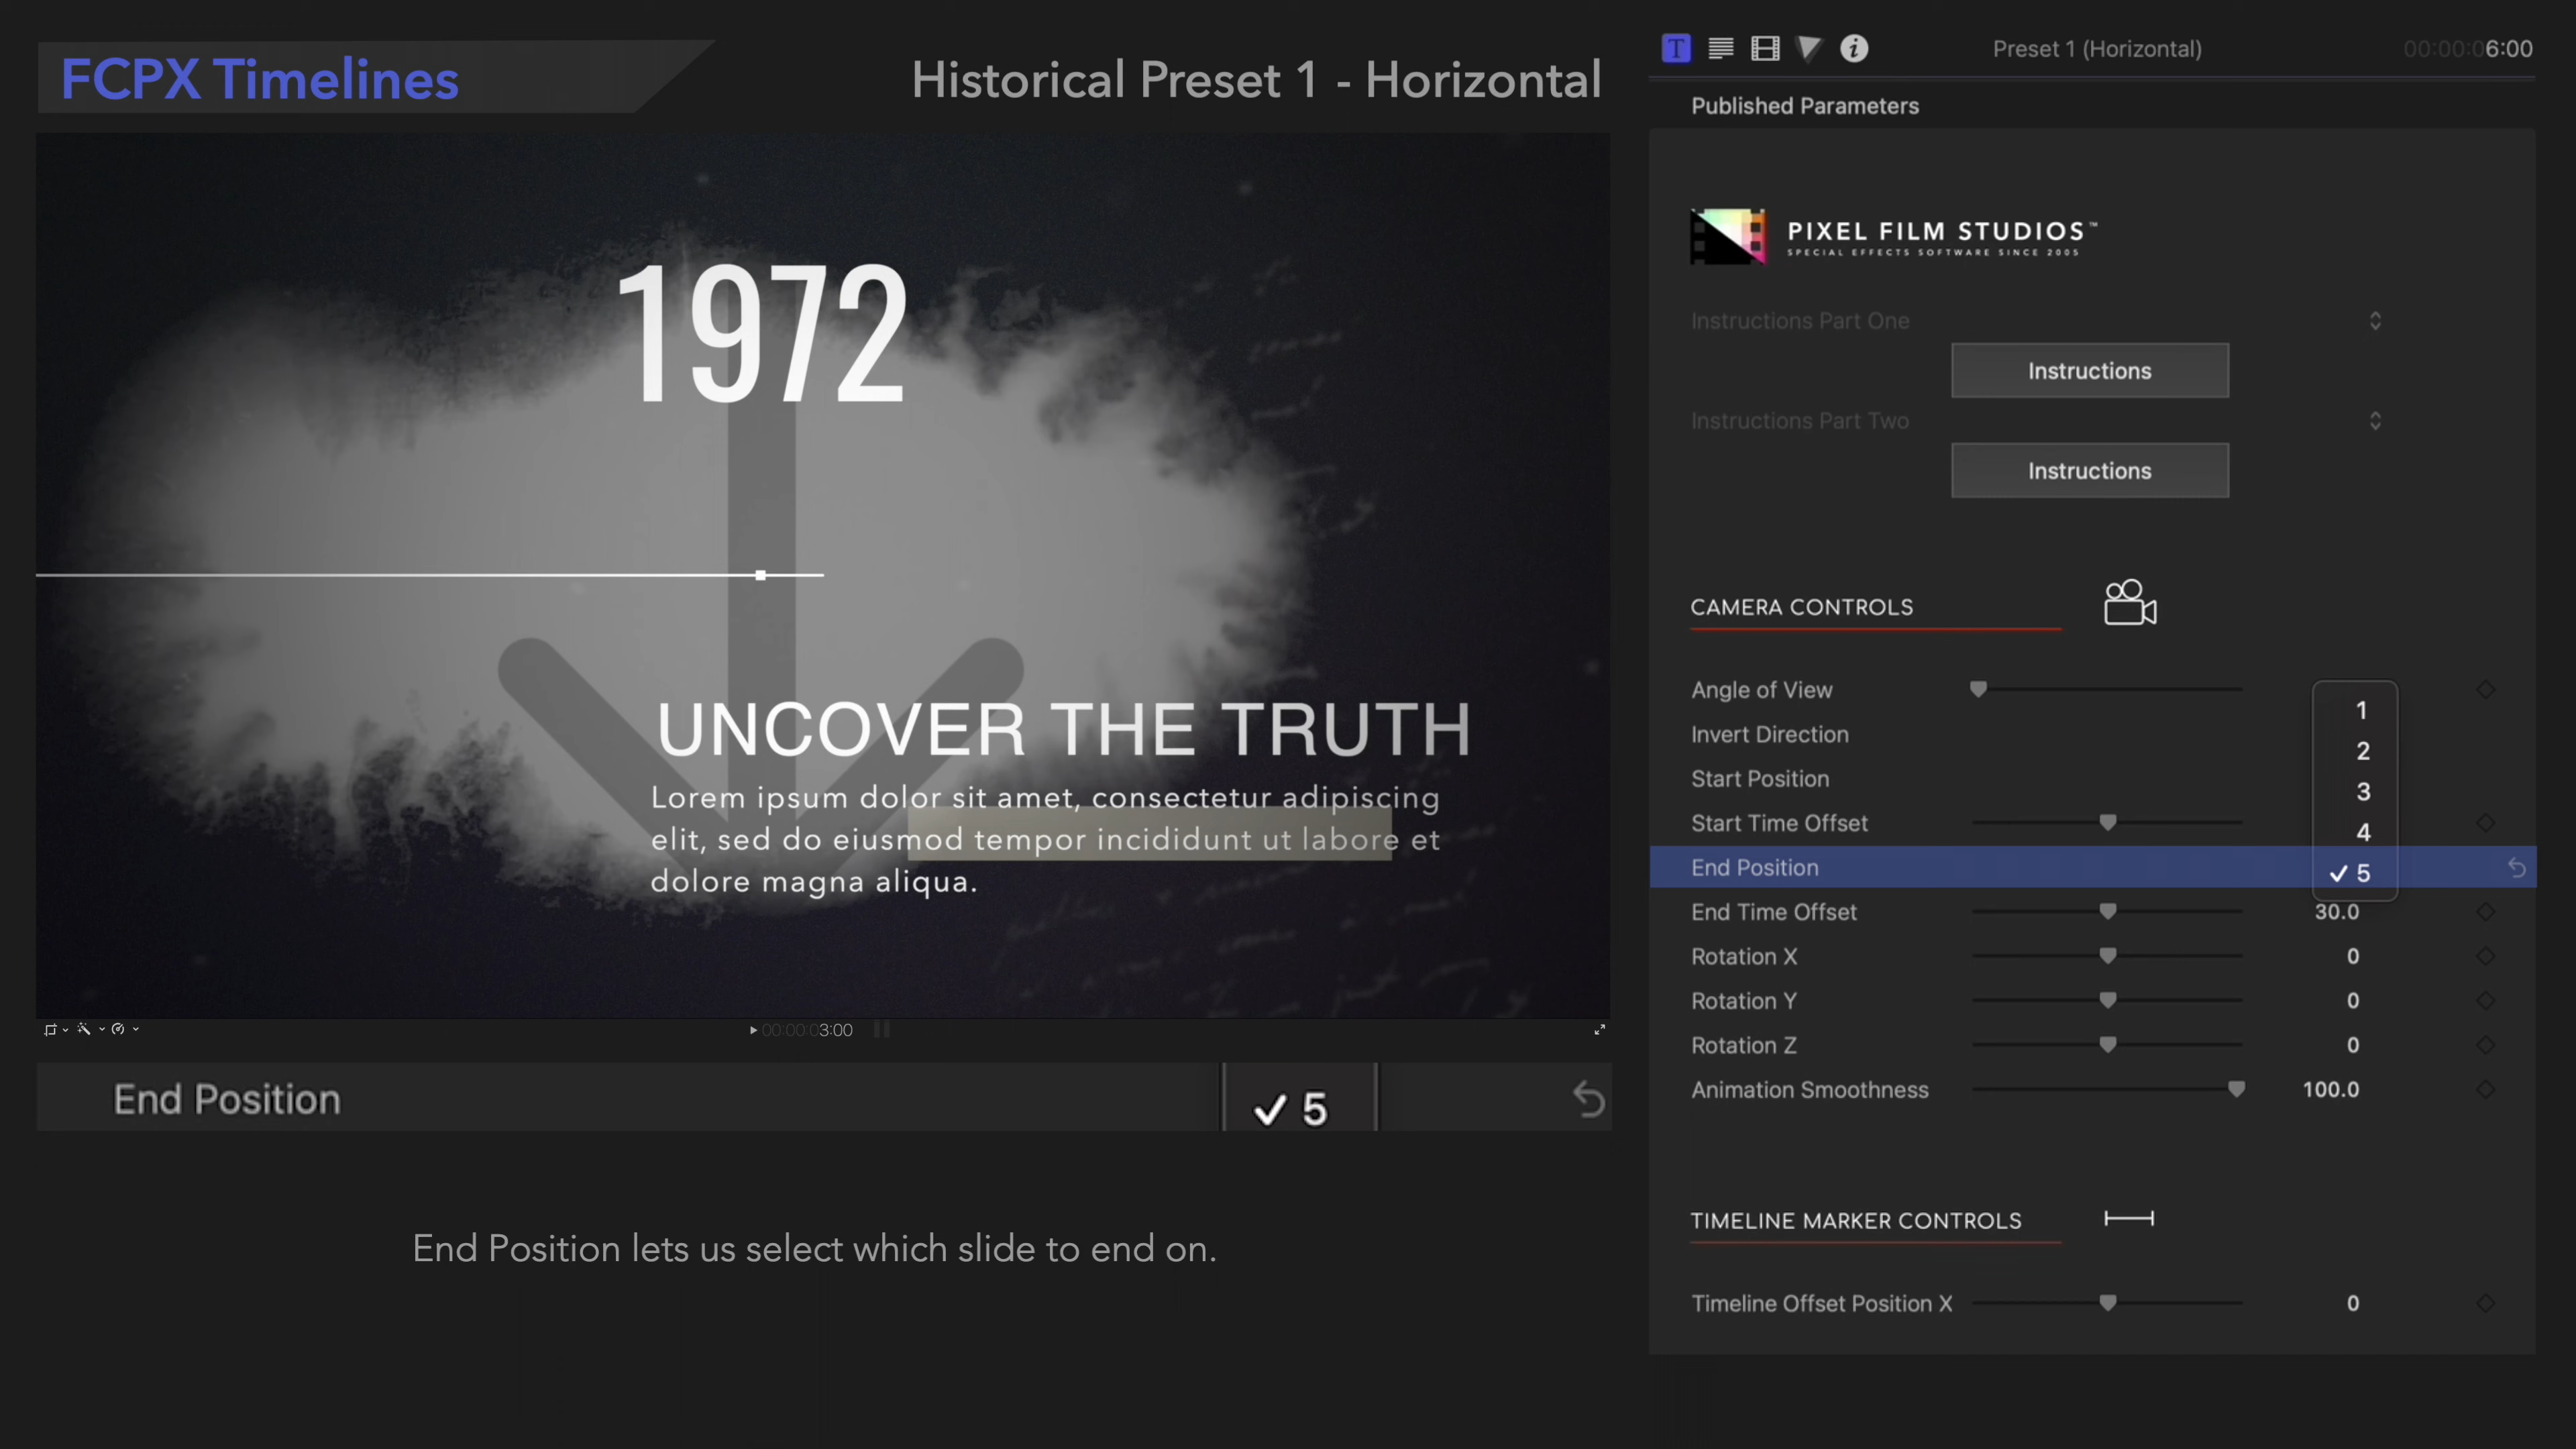 FCPX Timelines
Historical Preset 1 - Horizontal
1972
UNCOVER THE TRUTH
Lorem ipsum dolor sit amet, consectetur adipiscing
elit, sed do eiusmod tempor incididunt ut labore et
dolore magna aliqua.
00:00:03:00
End Position
✓ 5
End Position lets us select which slide to end on.
T
i
Preset 1 (Horizontal)
00:00:06:00
Published Parameters
PIXEL FILM STUDIOS™
SPECIAL EFFECTS SOFTWARE SINCE 2005
Instructions Part One
Instructions
Instructions Part Two
Instructions
CAMERA CONTROLS
Angle of View
Invert Direction
Start Position
Start Time Offset
End Position
1
2
3
4
✓ 5
End Time Offset 30.0
Rotation X 0
Rotation Y 0
Rotation Z 0
Animation Smoothness 100.0
TIMELINE MARKER CONTROLS
Timeline Offset Position X 0